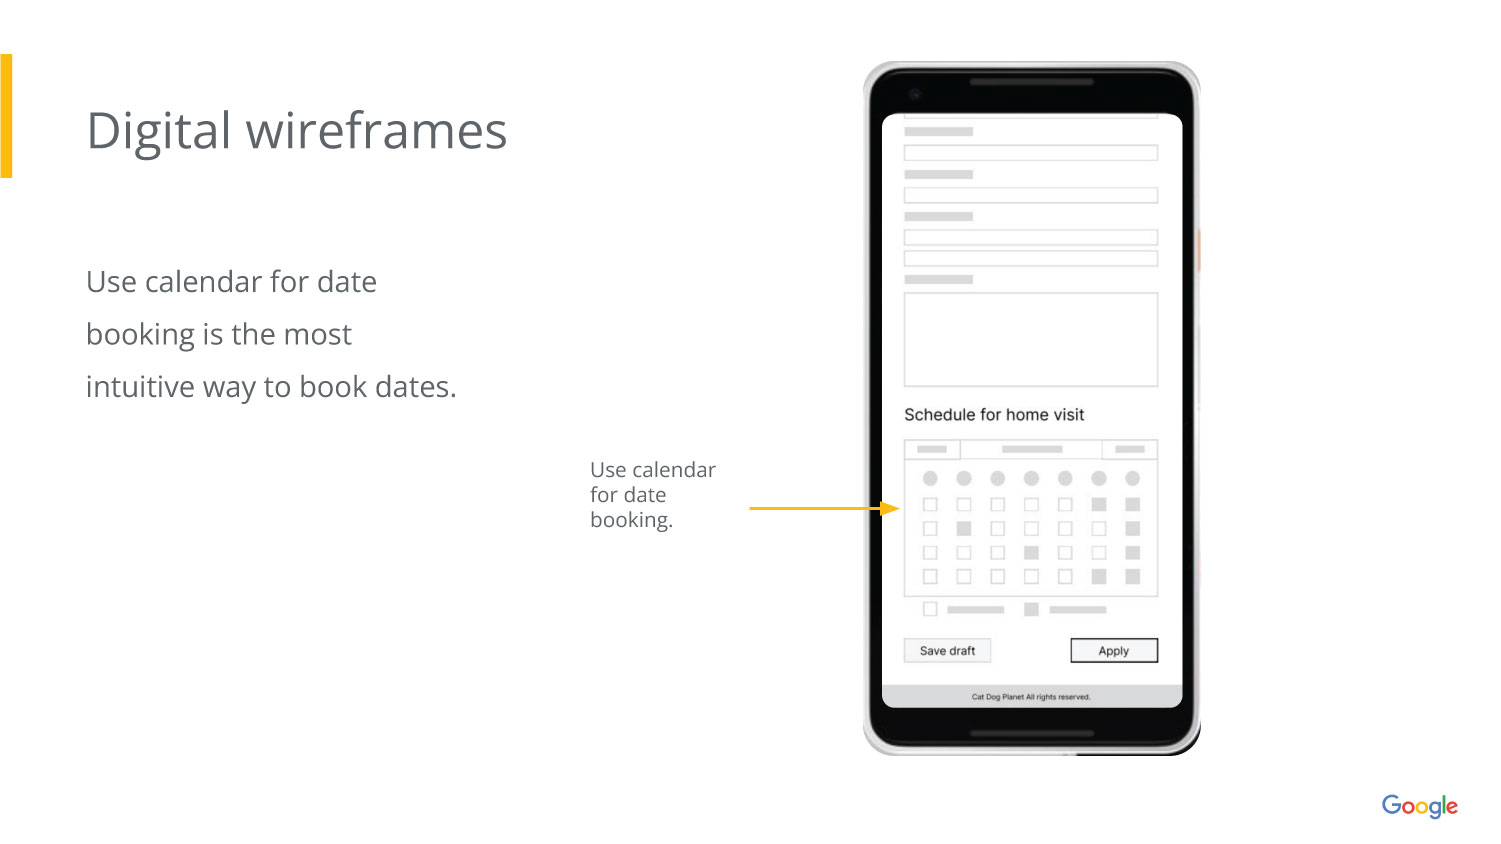 Digital wireframes
Use calendar for date
booking is the most
intuitive way to book dates.
Use calendar
for date
booking.
Schedule for home visit
Save draft
Apply
Cat Dog Planet All rights reserved.
Google